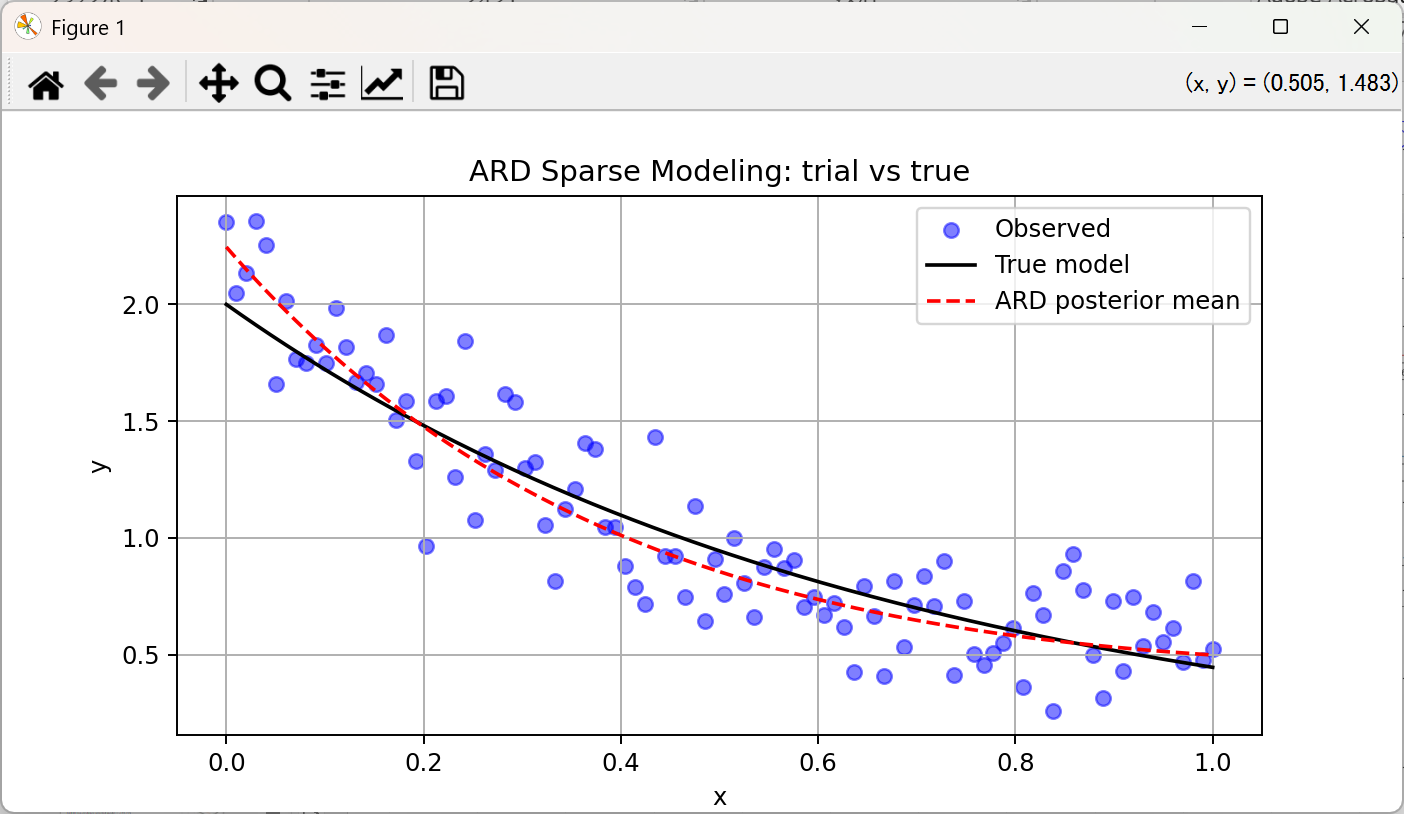 Figure 1
(x, y) = (0.505, 1.483)
ARD Sparse Modeling: trial vs true
Observed
True model
ARD posterior mean
y
2.0
1.5
1.0
0.5
0.0 0.2 0.4 0.6 0.8 1.0
x